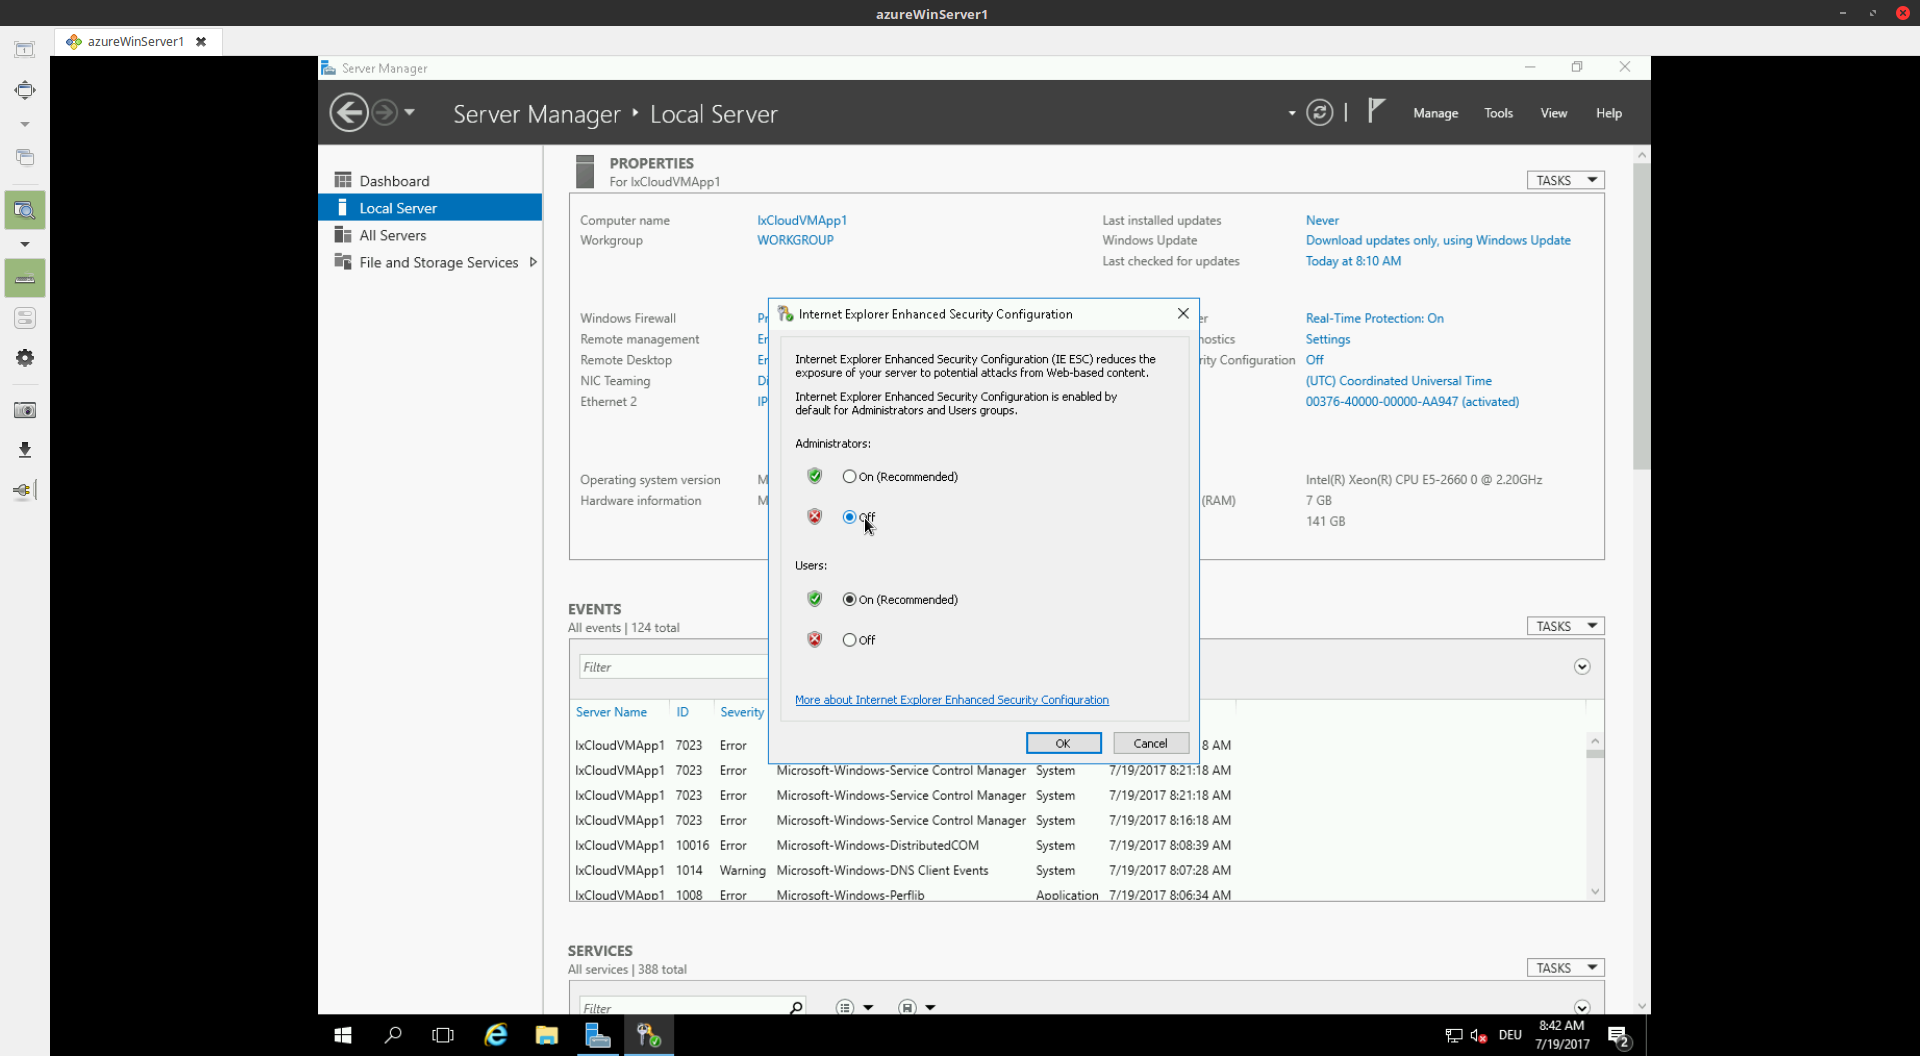 azureWinServer1
azureWinServer1
Server Manager
Server Manager ‣ Local Server
Manage
Tools
View
Help
Dashboard
Local Server
All Servers
File and Storage Services
PROPERTIES
For lxCloudVMApp1
TASKS
Computer name
lxCloudVMApp1
Last installed updates
Never
Workgroup
WORKGROUP
Windows Update
Download updates only, using Windows Update
Last checked for updates
Today at 8:10 AM
Windows Firewall
Real-Time Protection: On
Remote management
Settings
Remote Desktop
Configuration
Off
NIC Teaming
(UTC) Coordinated Universal Time
Ethernet 2
IP
00376-40000-00000-AA947 (activated)
Operating system version
Intel(R) Xeon(R) CPU E5-2660 0 @ 2.20GHz
Hardware information
(RAM)
7 GB
141 GB
Internet Explorer Enhanced Security Configuration
Internet Explorer Enhanced Security Configuration (IE ESC) reduces the
exposure of your server to potential attacks from Web-based content.
Internet Explorer Enhanced Security Configuration is enabled by
default for Administrators and Users groups.
Administrators:
On (Recommended)
Off
Users:
On (Recommended)
Off
More about Internet Explorer Enhanced Security Configuration
OK
Cancel
EVENTS
All events | 124 total
TASKS
Filter
Server Name
ID
Severity
lxCloudVMApp1 7023 Error 8 AM
lxCloudVMApp1 7023 Error Microsoft-Windows-Service Control Manager System 7/19/2017 8:21:18 AM
lxCloudVMApp1 7023 Error Microsoft-Windows-Service Control Manager System 7/19/2017 8:21:18 AM
lxCloudVMApp1 7023 Error Microsoft-Windows-Service Control Manager System 7/19/2017 8:16:18 AM
lxCloudVMApp1 10016 Error Microsoft-Windows-DistributedCOM System 7/19/2017 8:08:39 AM
lxCloudVMApp1 1014 Warning Microsoft-Windows-DNS Client Events System 7/19/2017 8:07:28 AM
lxCloudVMApp1 1008 Error Microsoft-Windows-Perflib Application 7/19/2017 8:06:34 AM
SERVICES
All services | 388 total
TASKS
Filter
DEU
8:42 AM
7/19/2017
2